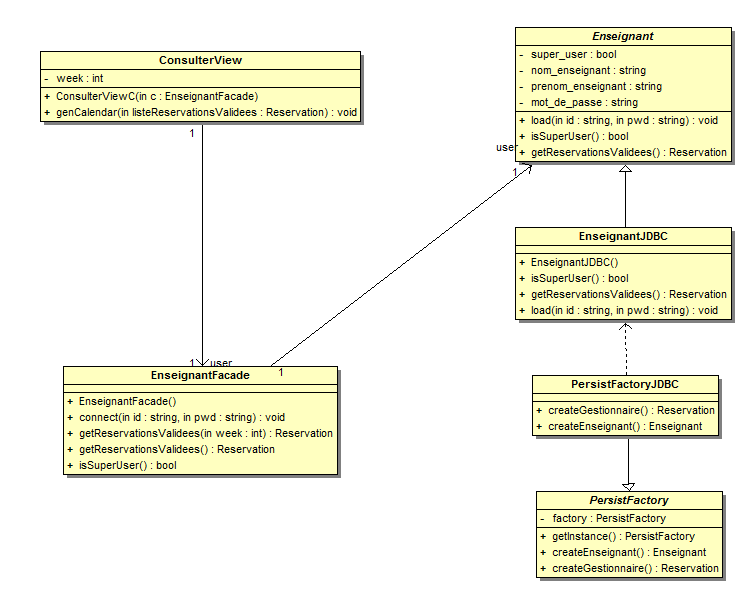 ConsulterView
- week : int
+ ConsulterViewC(in c : EnseignantFacade)
+ genCalendar(in listeReservationsValidees : Reservation) : void
1
1
user
Enseignant
- super_user : bool
- nom_enseignant : string
- prenom_enseignant : string
- mot_de_passe : string
+ load(in id : string, in pwd : string) : void
+ isSuperUser() : bool
+ getReservationsValidees() : Reservation
user
1
1
EnseignantJDBC
+ EnseignantJDBC()
+ isSuperUser() : bool
+ getReservationsValidees() : Reservation
+ load(in id : string, in pwd : string) : void
EnseignantFacade
+ EnseignantFacade()
+ connect(in id : string, in pwd : string) : void
+ getReservationsValidees(in week : int) : Reservation
+ getReservationsValidees() : Reservation
+ isSuperUser() : bool
PersistFactoryJDBC
+ createGestionnaire() : Reservation
+ createEnseignant() : Enseignant
PersistFactory
- factory : PersistFactory
+ getInstance() : PersistFactory
+ createEnseignant() : Enseignant
+ createGestionnaire() : Reservation